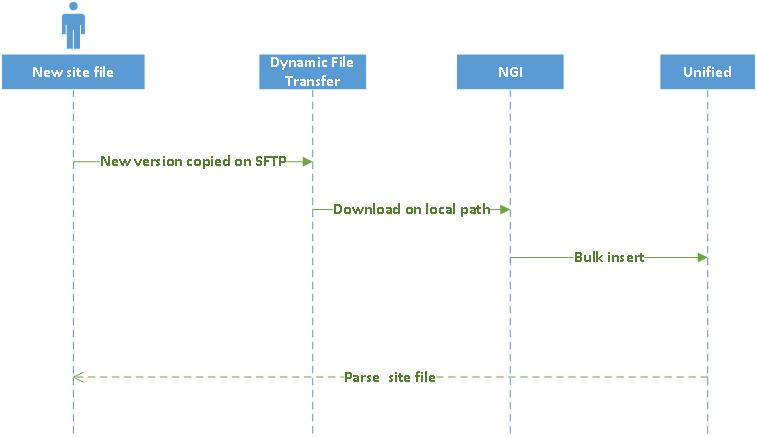 New site file
Dynamic File
Transfer
NGI
Unified
New version copied on SFTP
Download on local path
Bulk insert
Parse  site file